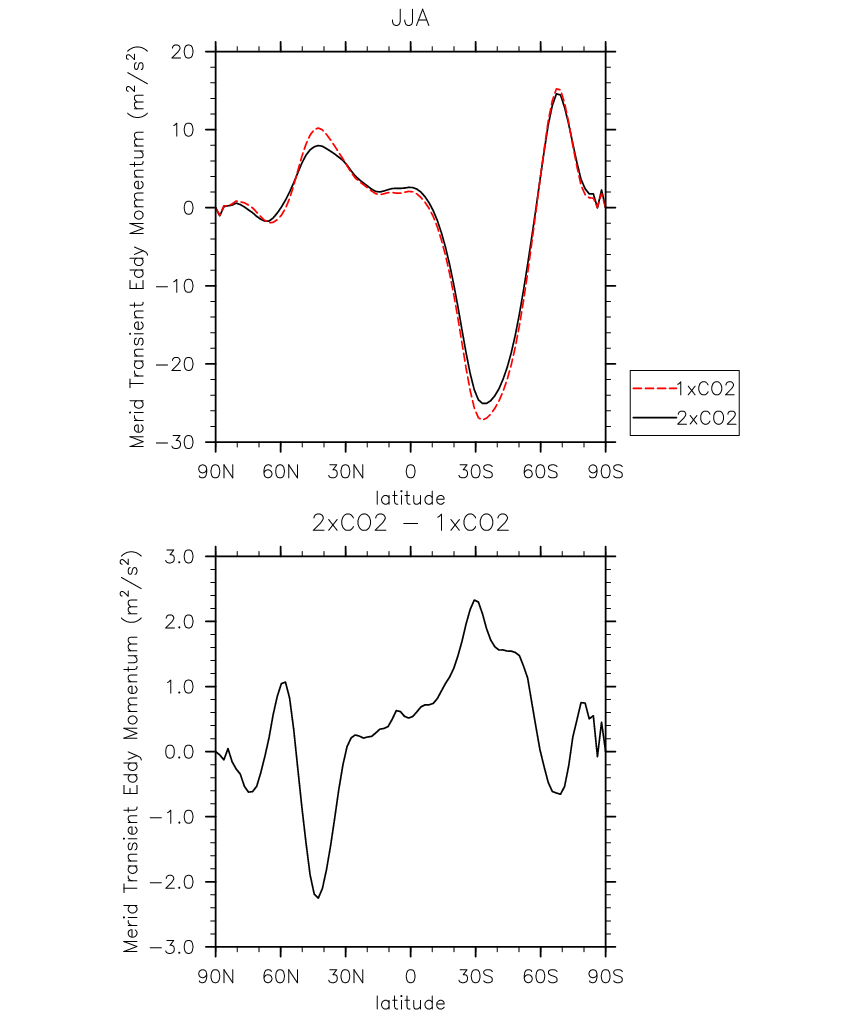 JJA
Merid Transient Eddy Momentum (m²/s²)
20
10
0
−10
−20
−30
90N 60N 30N 0 30S 60S 90S
latitude
1xCO2
2xCO2
2xCO2 − 1xCO2
Merid Transient Eddy Momentum (m²/s²)
3.0
2.0
1.0
0.0
−1.0
−2.0
−3.0
90N 60N 30N 0 30S 60S 90S
latitude